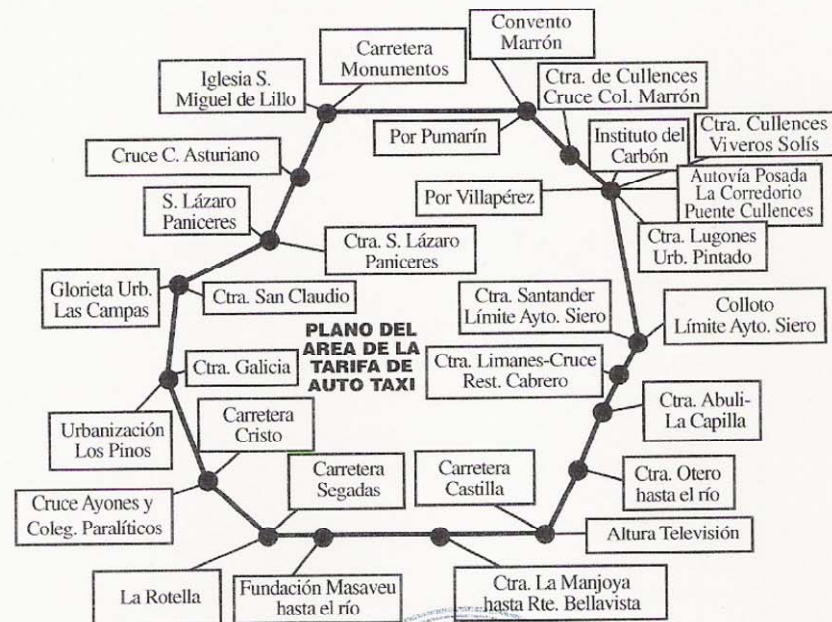 Convento
Marrón
Carretera
Monumentos
Iglesia S.
Miguel de Lillo
Ctra. de Cullences
Cruce Col. Marrón
Ctra. Cullences
Viveros Solís
Por Pumarín
Instituto del
Carbón
Cruce C. Asturiano
Autovía Posada
La Corredorio
Puente Cullences
Por Villapérez
S. Lázaro
Paniceres
Ctra. Lugones
Urb. Pintado
Ctra. S. Lázaro
Paniceres
Glorieta Urb.
Las Campas
Ctra. San Claudio
Ctra. Santander
Límite Ayto. Siero
Colloto
Límite Ayto. Siero
PLANO DEL
AREA DE LA
TARIFA DE
AUTO TAXI
Ctra. Galicia
Ctra. Limanes-Cruce
Rest. Cabrero
Ctra. Abuli-
La Capilla
Urbanización
Los Pinos
Carretera
Cristo
Carretera
Segadas
Carretera
Castilla
Ctra. Otero
hasta el río
Cruce Ayones y
Coleg. Paralíticos
Altura Televisión
La Rotella
Fundación Masaveu
hasta el río
Ctra. La Manjoya
hasta Rte. Bellavista